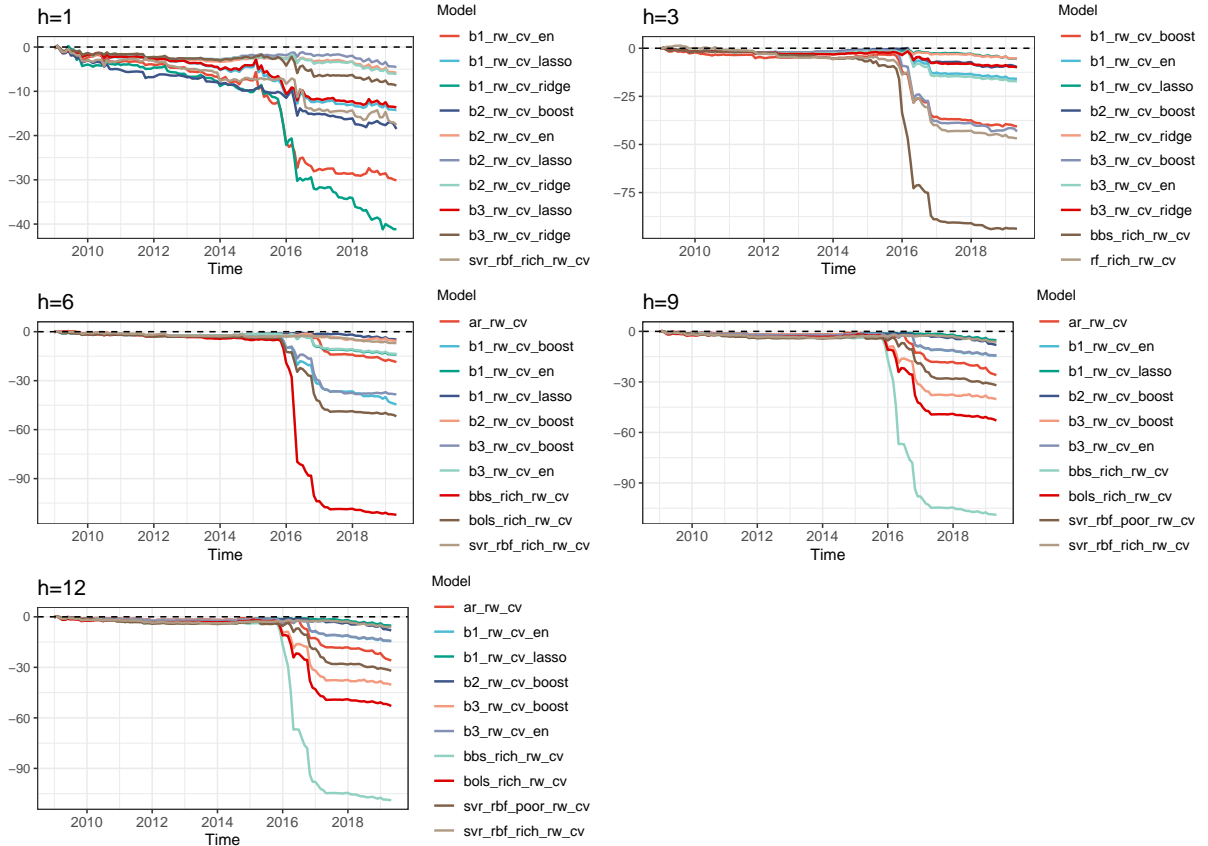 h=1
0
−10
−20
−30
−40
2010 2012 2014 2016 2018
Time
Model
b1_rw_cv_en
b1_rw_cv_lasso
b1_rw_cv_ridge
b2_rw_cv_boost
b2_rw_cv_en
b2_rw_cv_lasso
b2_rw_cv_ridge
b3_rw_cv_lasso
b3_rw_cv_ridge
svr_rbf_rich_rw_cv
h=3
0
−25
−50
−75
2010 2012 2014 2016 2018
Time
Model
b1_rw_cv_boost
b1_rw_cv_en
b1_rw_cv_lasso
b2_rw_cv_boost
b2_rw_cv_ridge
b3_rw_cv_boost
b3_rw_cv_en
b3_rw_cv_ridge
bbs_rich_rw_cv
rf_rich_rw_cv
h=6
0
−30
−60
−90
2010 2012 2014 2016 2018
Time
Model
ar_rw_cv
b1_rw_cv_boost
b1_rw_cv_en
b1_rw_cv_lasso
b2_rw_cv_boost
b3_rw_cv_boost
b3_rw_cv_en
bbs_rich_rw_cv
bols_rich_rw_cv
svr_rbf_rich_rw_cv
h=9
0
−30
−60
−90
2010 2012 2014 2016 2018
Time
Model
ar_rw_cv
b1_rw_cv_en
b1_rw_cv_lasso
b2_rw_cv_boost
b3_rw_cv_boost
b3_rw_cv_en
bbs_rich_rw_cv
bols_rich_rw_cv
svr_rbf_poor_rw_cv
svr_rbf_rich_rw_cv
h=12
0
−30
−60
−90
2010 2012 2014 2016 2018
Time
Model
ar_rw_cv
b1_rw_cv_en
b1_rw_cv_lasso
b2_rw_cv_boost
b3_rw_cv_boost
b3_rw_cv_en
bbs_rich_rw_cv
bols_rich_rw_cv
svr_rbf_poor_rw_cv
svr_rbf_rich_rw_cv